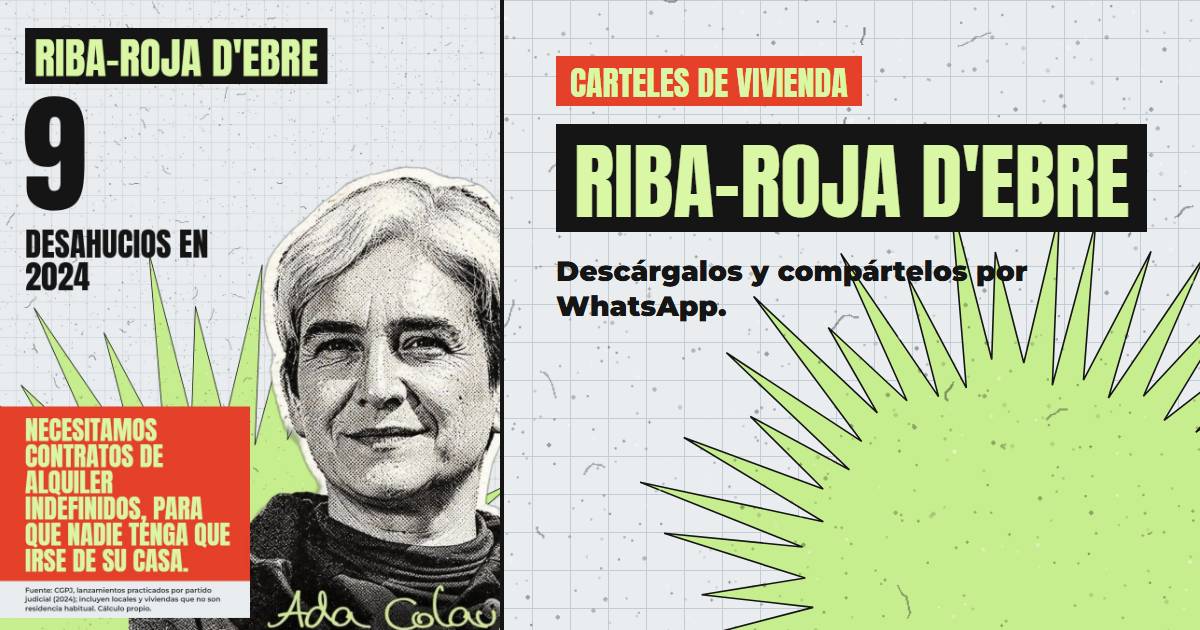 RIBA-ROJA D'EBRE
9
DESAHUCIOS EN
2024
NECESITAMOS
CONTRATOS DE
ALQUILER
INDEFINIDOS, PARA
QUE NADIE TENGA QUE
IRSE DE SU CASA.
Fuente: CGPJ, lanzamientos practicados por partido
judicial (2024); incluyen locales y viviendas que no son
residencia habitual. Cálculo propio.
Ada Colau
CARTELES DE VIVIENDA
RIBA-ROJA D'EBRE
Descárgalos y compártelos por
WhatsApp.